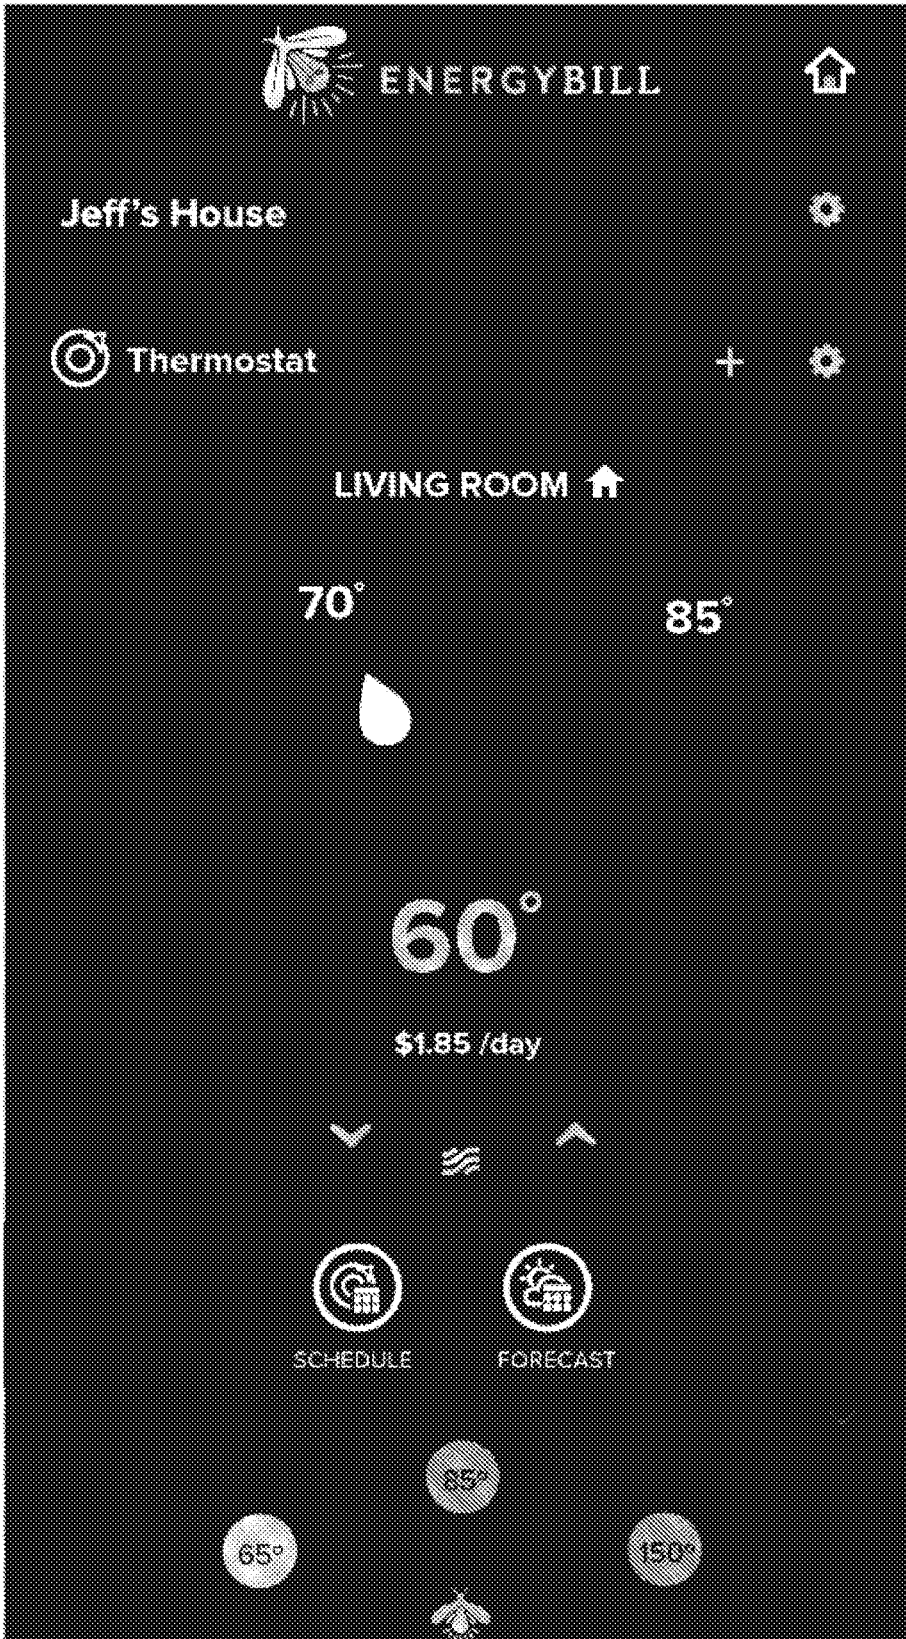 ENERGYBILL
Jeff's House
Thermostat +
LIVING ROOM
70°
85°
60°
$1.85 /day
SCHEDULE FORECAST
85°
65° 150°